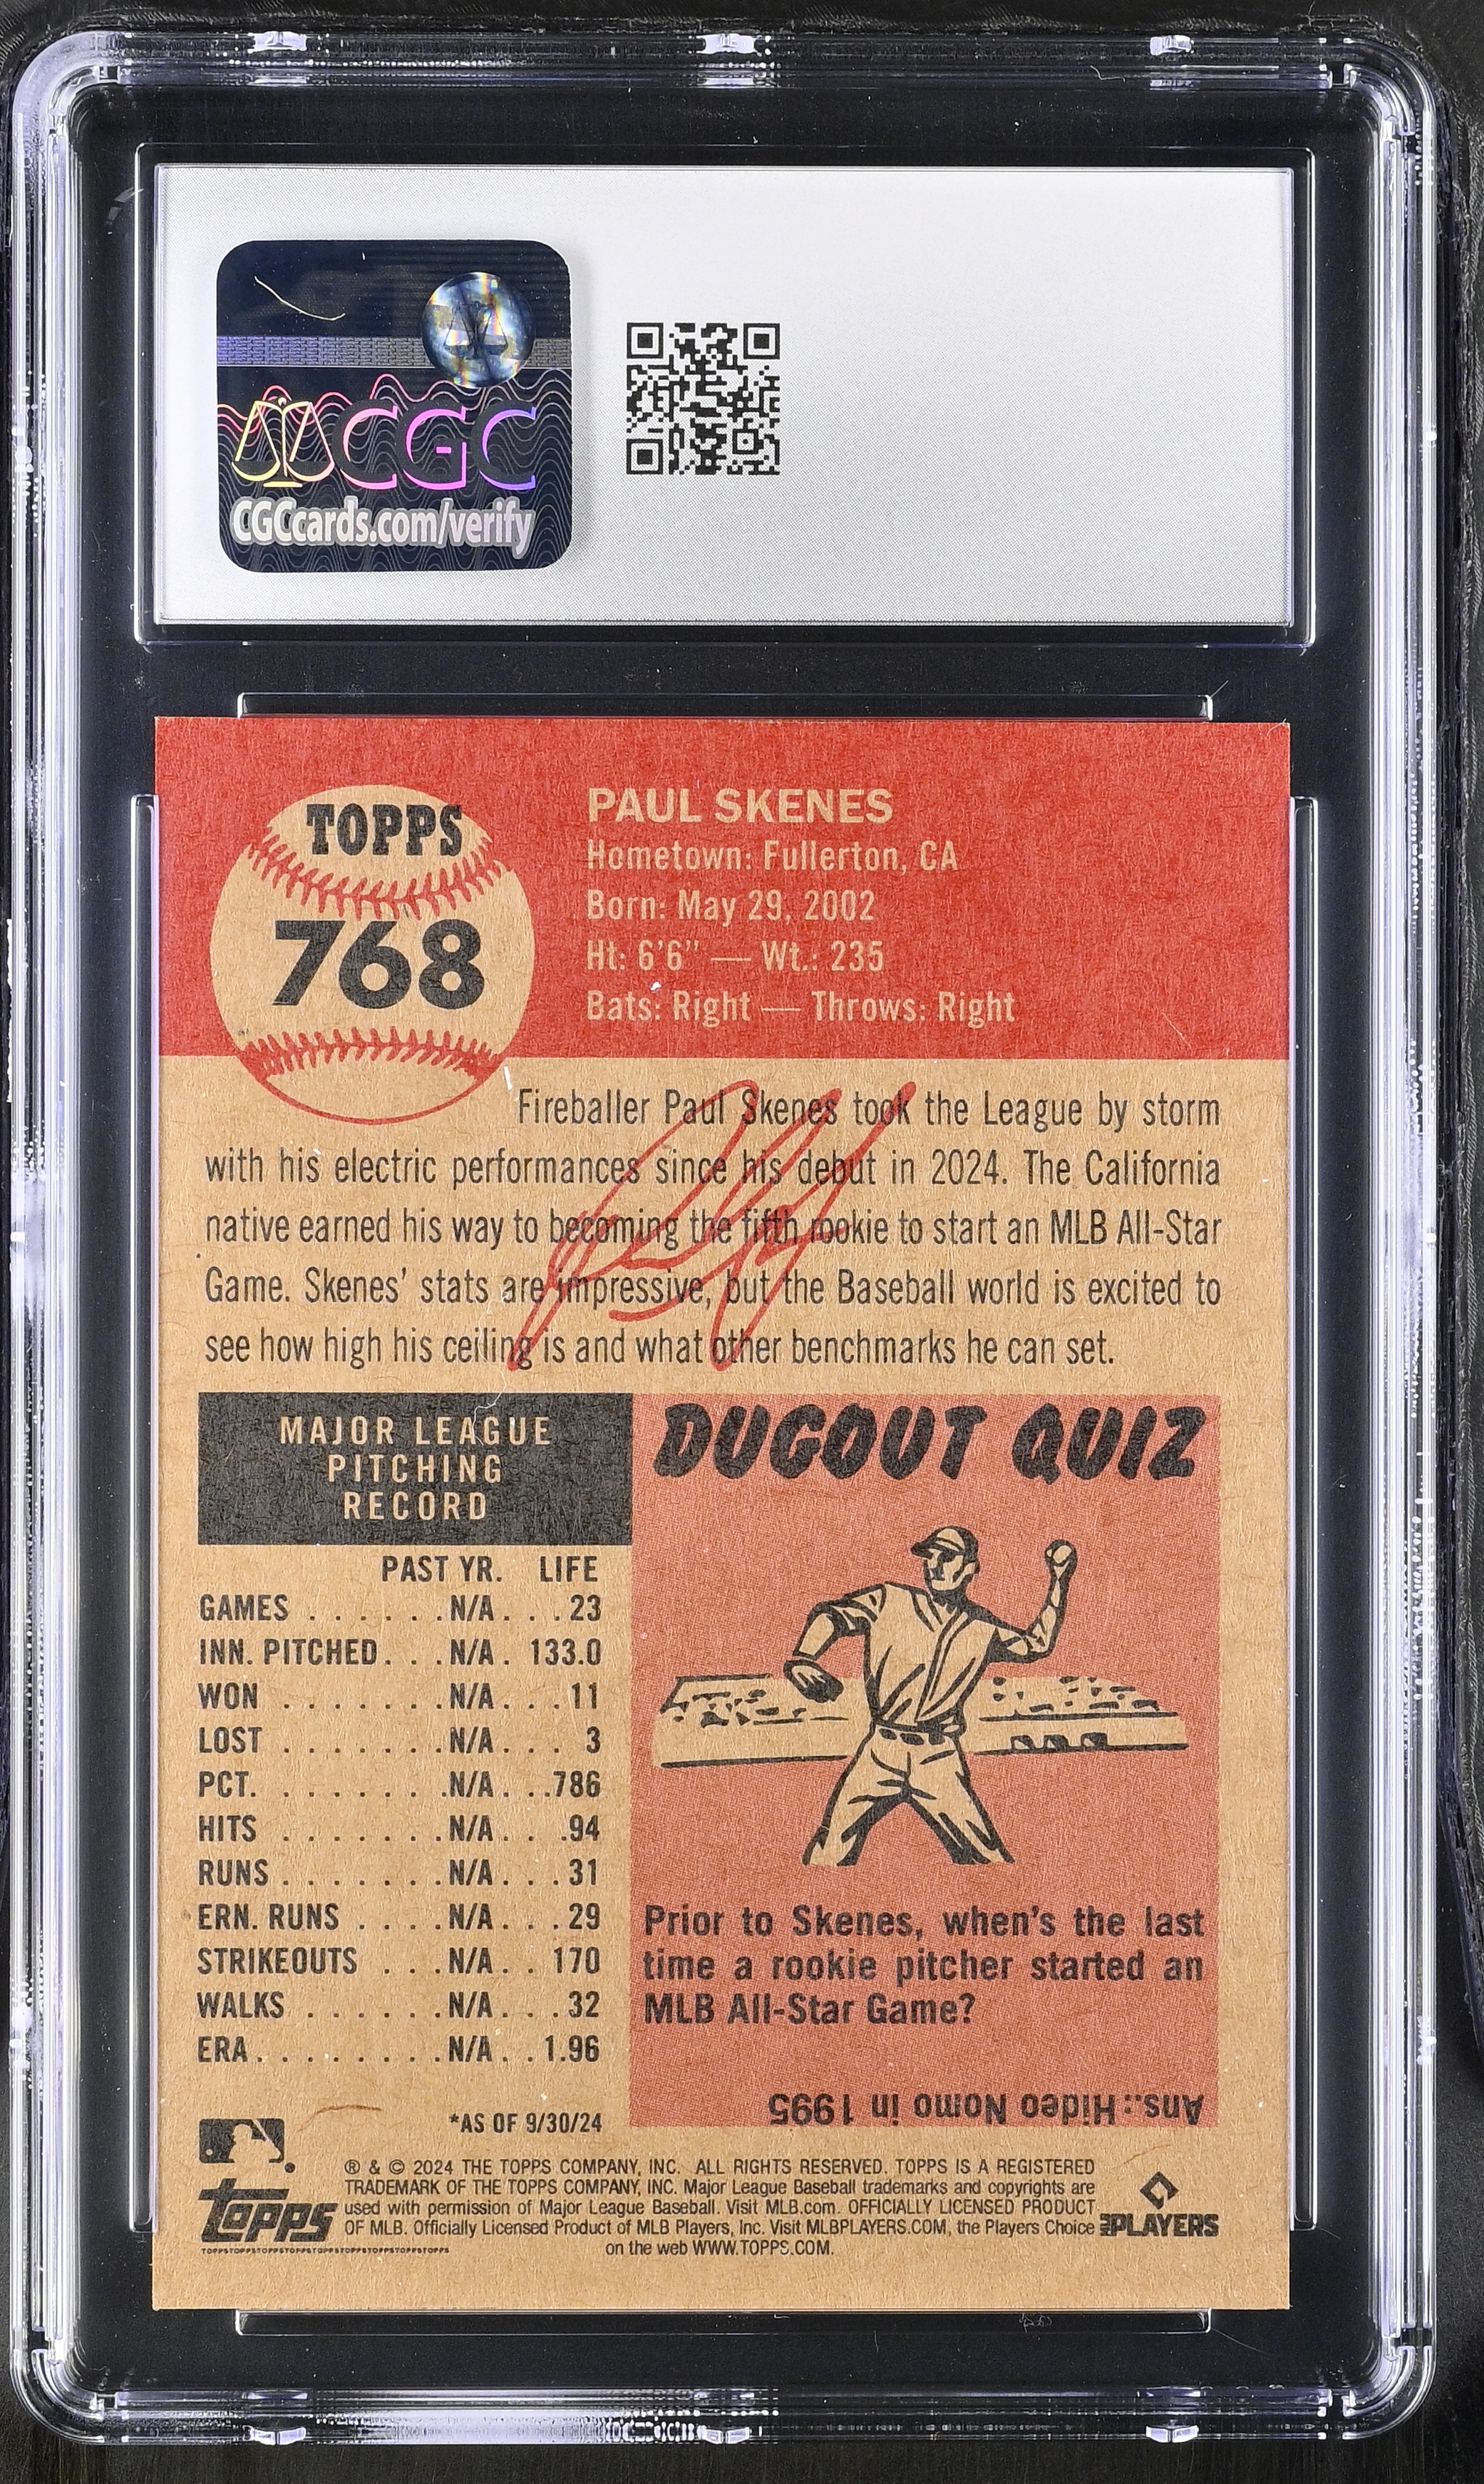 CGC
CGCcards.com/verify
TOPPS
768
PAUL SKENES
Hometown: Fullerton, CA
Born: May 29, 2002
Ht: 6'6" — Wt.: 235
Bats: Right — Throws: Right
Fireballer Paul Skenes took the League by storm
with his electric performances since his debut in 2024. The California
native earned his way to becoming the fifth rookie to start an MLB All-Star
Game. Skenes' stats are impressive, but the Baseball world is excited to
see how high his ceiling is and what other benchmarks he can set.
MAJOR LEAGUE
PITCHING
RECORD
PAST YR. LIFE
GAMES . . . . . . N/A . . . 23
INN. PITCHED . . . N/A . 133.0
WON . . . . . . . N/A . . . 11
LOST . . . . . . . N/A . . . 3
PCT. . . . . . . . N/A . . .786
HITS . . . . . . . N/A . . .94
RUNS . . . . . . . N/A . . . 31
ERN. RUNS . . . . N/A . . . 29
STRIKEOUTS . . . N/A . . 170
WALKS . . . . . . N/A . . . 32
ERA . . . . . . . . N/A . . 1.96
*AS OF 9/30/24
DUGOUT QUIZ
Prior to Skenes, when's the last
time a rookie pitcher started an
MLB All-Star Game?
Ans.: Hideo Nomo in 1995
topps
® & © 2024 THE TOPPS COMPANY, INC. ALL RIGHTS RESERVED. TOPPS IS A REGISTERED
TRADEMARK OF THE TOPPS COMPANY, INC. Major League Baseball trademarks and copyrights are
used with permission of Major League Baseball. Visit MLB.com. OFFICIALLY LICENSED PRODUCT
OF MLB. Officially Licensed Product of MLB Players, Inc. Visit MLBPLAYERS.COM, the Players Choice
on the web WWW.TOPPS.COM.
MLB PLAYERS